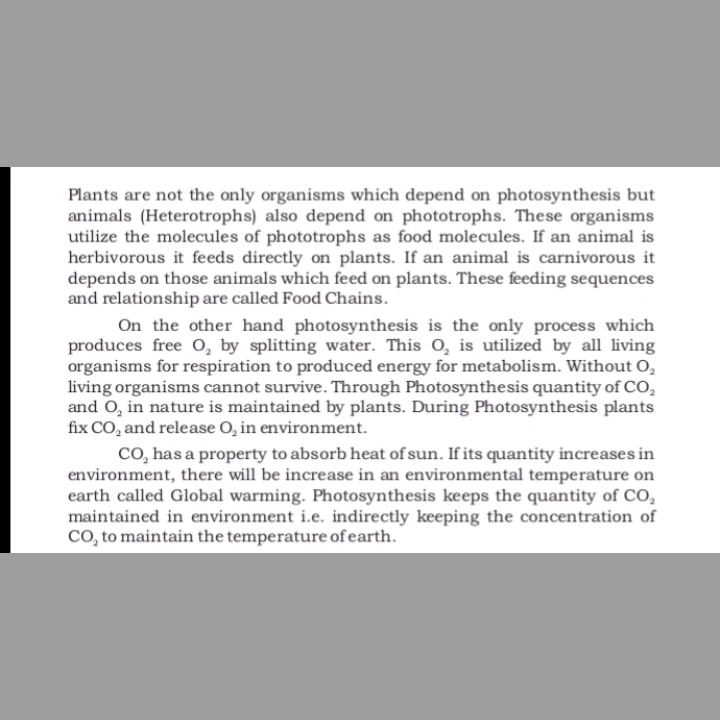 Plants are not the only organisms which depend on photosynthesis but
animals (Heterotrophs) also depend on phototrophs. These organisms
utilize the molecules of phototrophs as food molecules. If an animal is
herbivorous it feeds directly on plants. If an animal is carnivorous it
depends on those animals which feed on plants. These feeding sequences
and relationship are called Food Chains.
On the other hand photosynthesis is the only process which
produces free O₂ by splitting water. This O₂ is utilized by all living
organisms for respiration to produced energy for metabolism. Without O₂
living organisms cannot survive. Through Photosynthesis quantity of CO₂
and O₂ in nature is maintained by plants. During Photosynthesis plants
fix CO₂ and release O₂ in environment.
CO₂ has a property to absorb heat of sun. If its quantity increases in
environment, there will be increase in an environmental temperature on
earth called Global warming. Photosynthesis keeps the quantity of CO₂
maintained in environment i.e. indirectly keeping the concentration of
CO₂ to maintain the temperature of earth.